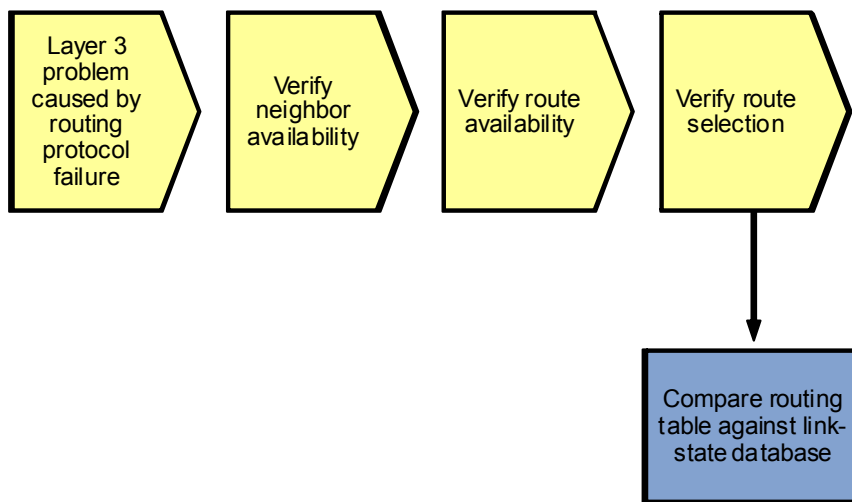 Layer 3
problem
caused by
routing
protocol
failure
Verify
neighbor
availability
Verify route
availability
Verify route
selection
Compare routing
table against link-
state database